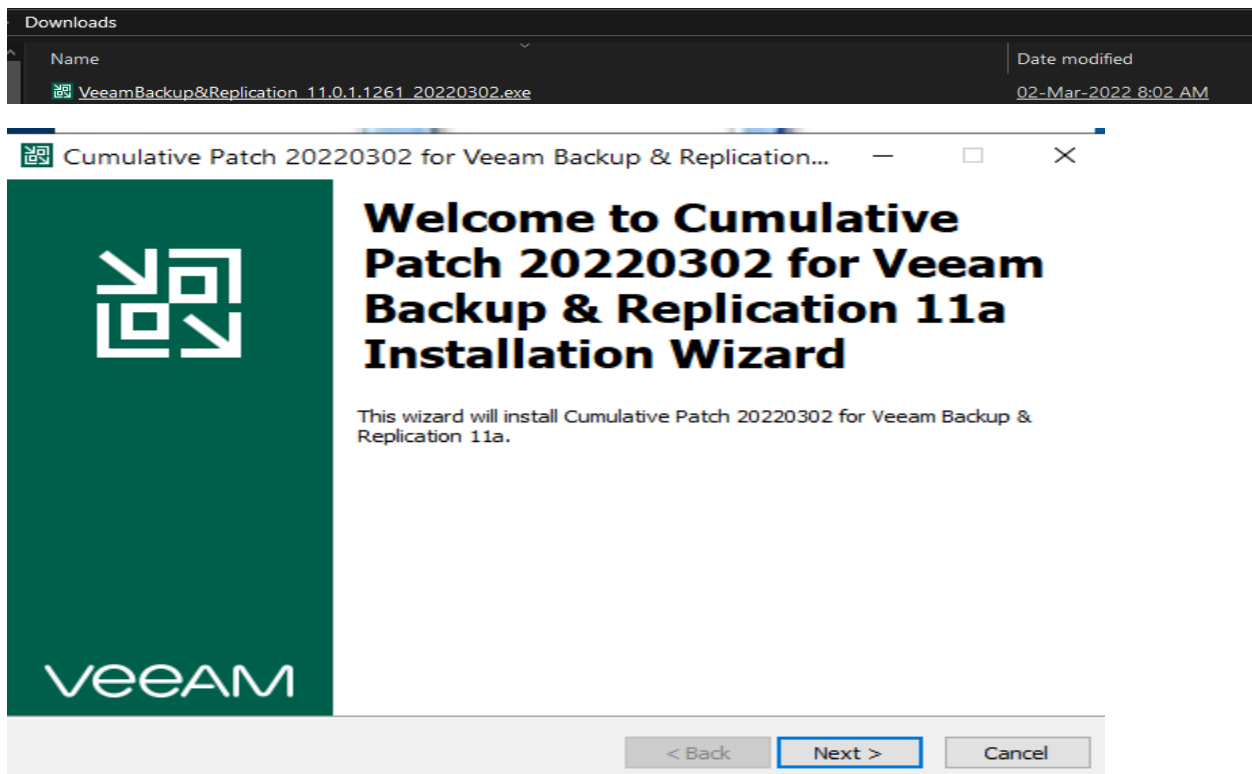 Downloads
Name Date modified
VeeamBackup&Replication_11.0.1.1261_20220302.exe 02-Mar-2022 8:02 AM
Cumulative Patch 20220302 for Veeam Backup & Replication...
Welcome to Cumulative
Patch 20220302 for Veeam
Backup & Replication 11a
Installation Wizard
This wizard will install Cumulative Patch 20220302 for Veeam Backup &
Replication 11a.
veeAM
< Back Next > Cancel